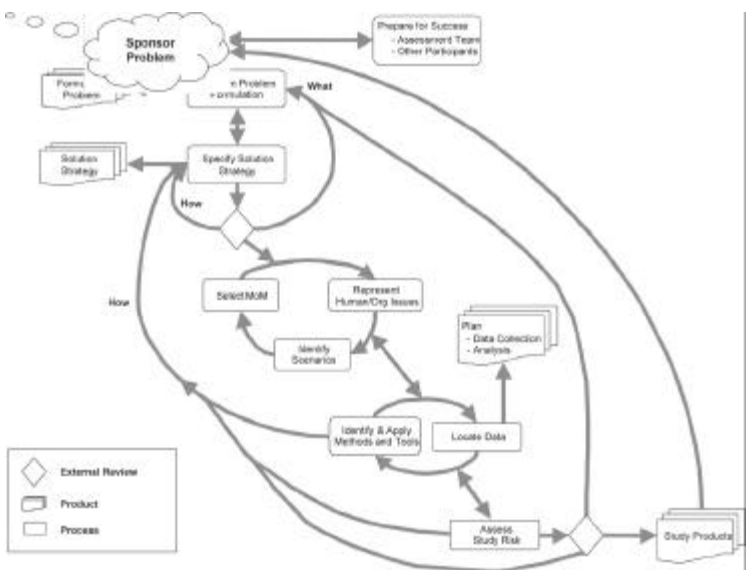 Sponsor
Problem
Prepare for Success
- Assessment Team
- Other Participants
Problem
Problem
What
Solution
Strategy
Specify Solution
Strategy
How
How
Select MoM
Represent
Human/Org Issues
Identify
Scenarios
Plan
- Data Collection
- Analysis
Identify & Apply
Methods and Tools
Locate Data
Assess
Study Risk
Study Products
External Review
Product
Process